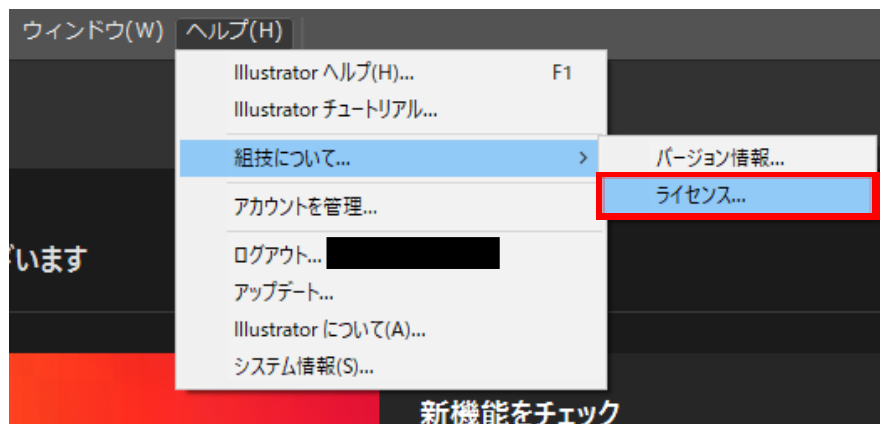 ウィンドウ(W) ヘルプ(H)
Illustrator ヘルプ(H)... F1
Illustrator チュートリアル...
組技について... >
バージョン情報...
ライセンス...
アカウントを管理...
ログアウト...
アップデート...
Illustrator について(A)...
システム情報(S)...
ざいます
新機能をチェック